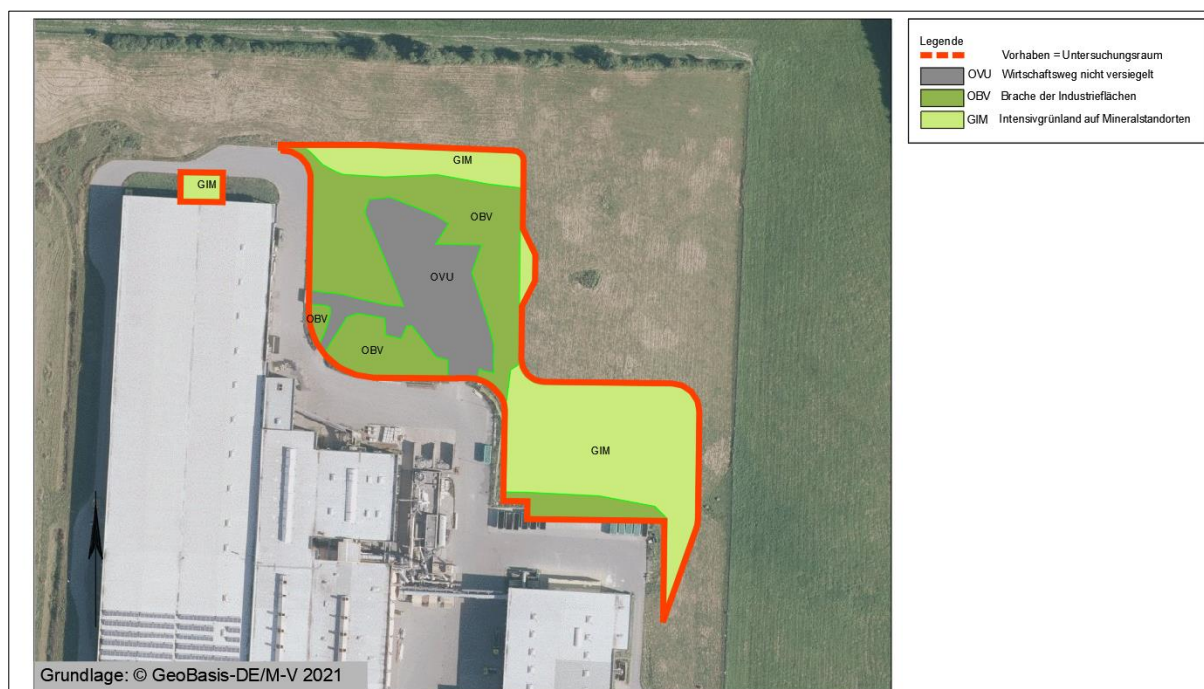 Legende
Vorhaben = Untersuchungsraum
OVU Wirtschaftsweg nicht versiegelt
OBV Brache der Industrieflächen
GIM Intensivgrünland auf Mineralstandorten
GIM
GIM
OBV
OVU
OBV
OBV
GIM
Grundlage: © GeoBasis-DE/M-V 2021